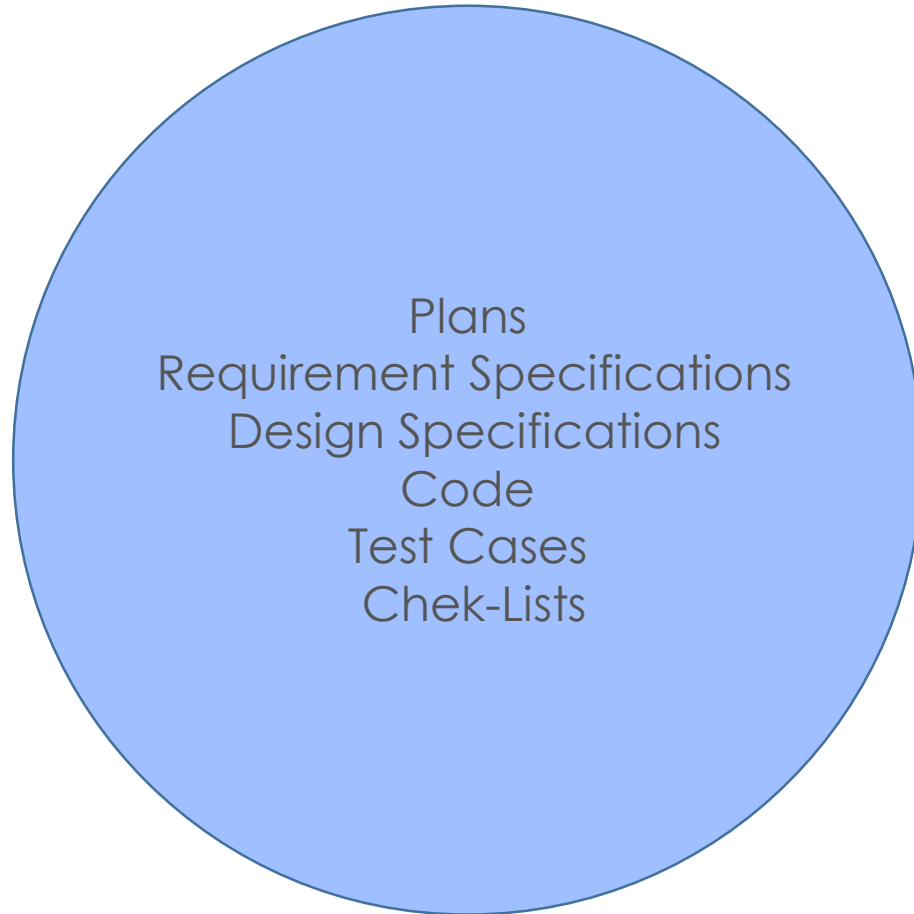 Plans
Requirement Specifications
Design Specifications
Code
Test Cases
Chek-Lists